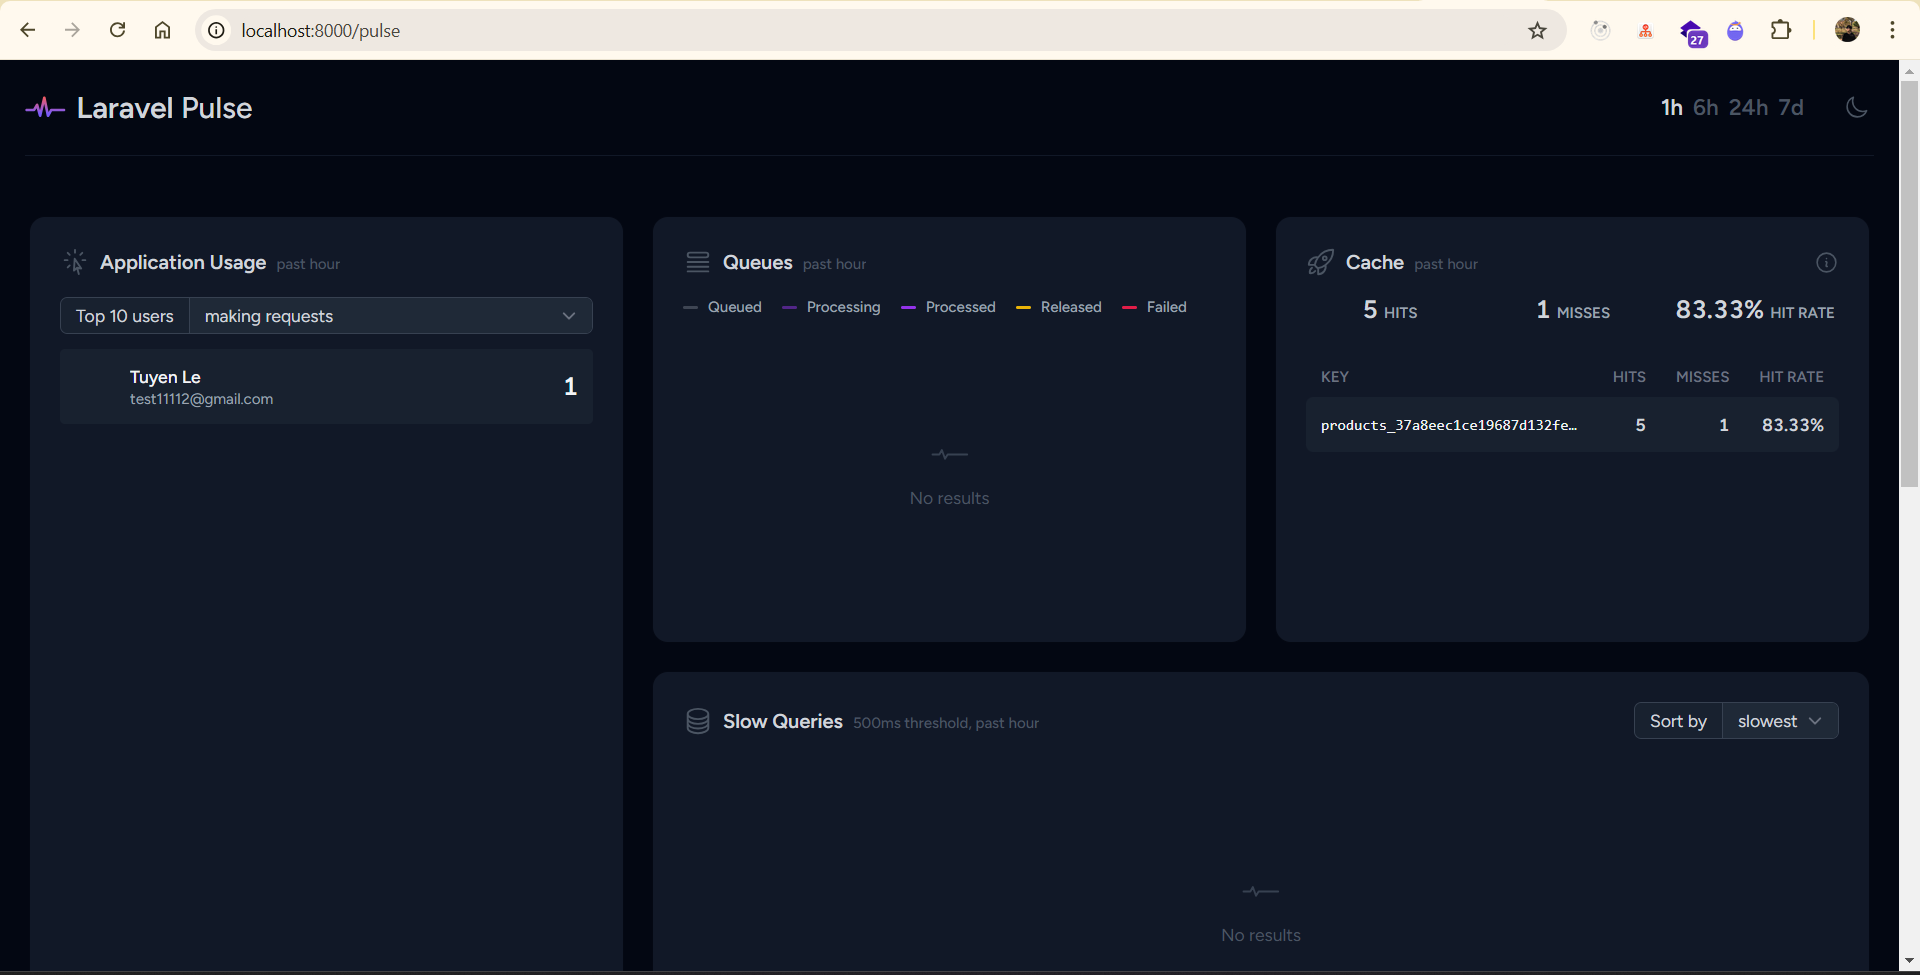 localhost:8000/pulse
27
Laravel Pulse
1h 6h 24h 7d
Application Usage past hour
Top 10 users making requests
Tuyen Le
test11112@gmail.com
1
Queues past hour
Queued Processing Processed Released Failed
No results
Cache past hour
5 HITS 1 MISSES 83.33% HIT RATE
KEY HITS MISSES HIT RATE
products_37a8eec1ce19687d132fe… 5 1 83.33%
Slow Queries 500ms threshold, past hour
Sort by slowest
No results